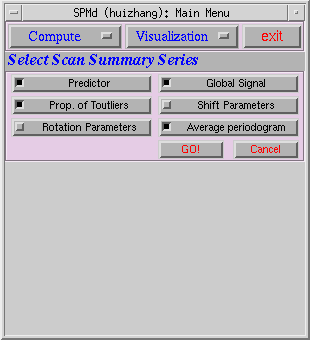 SPMd (huizhang): Main Menu
Compute Visualization exit
Select Scan Summary Series
Predictor Global Signal
Prop. of Toutliers Shift Parameters
Rotation Parameters Average periodogram
GO! Cancel